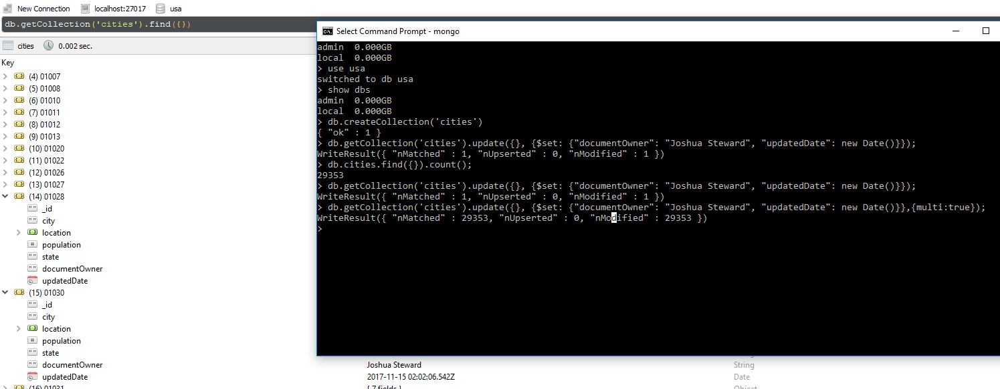 New Connection localhost:27017 usa
db.getCollection('cities').find({})
cities 0.002 sec.
Key
(4) 01007
(5) 01008
(6) 01010
(7) 01011
(8) 01012
(9) 01013
(10) 01020
(11) 01022
(12) 01026
(13) 01027
(14) 01028
_id
city
location
population
state
documentOwner
updatedDate
(15) 01030
_id
city
location
population
state
documentOwner Joshua Steward String
updatedDate 2017-11-15 02:02:06.542Z Date
(16) 01031 { 7 fields } Object
Select Command Prompt - mongo
admin  0.000GB
local  0.000GB
> use usa
switched to db usa
> show dbs
admin  0.000GB
local  0.000GB
> db.createCollection('cities')
{ "ok" : 1 }
> db.getCollection('cities').update({}, {$set: {"documentOwner": "Joshua Steward", "updatedDate": new Date()}});
WriteResult({ "nMatched" : 1, "nUpserted" : 0, "nModified" : 1 })
> db.cities.find({}).count();
29353
> db.getCollection('cities').update({}, {$set: {"documentOwner": "Joshua Steward", "updatedDate": new Date()}});
WriteResult({ "nMatched" : 1, "nUpserted" : 0, "nModified" : 1 })
> db.getCollection('cities').update({}, {$set: {"documentOwner": "Joshua Steward", "updatedDate": new Date()}},{multi:true});
WriteResult({ "nMatched" : 29353, "nUpserted" : 0, "nModified" : 29353 })
>